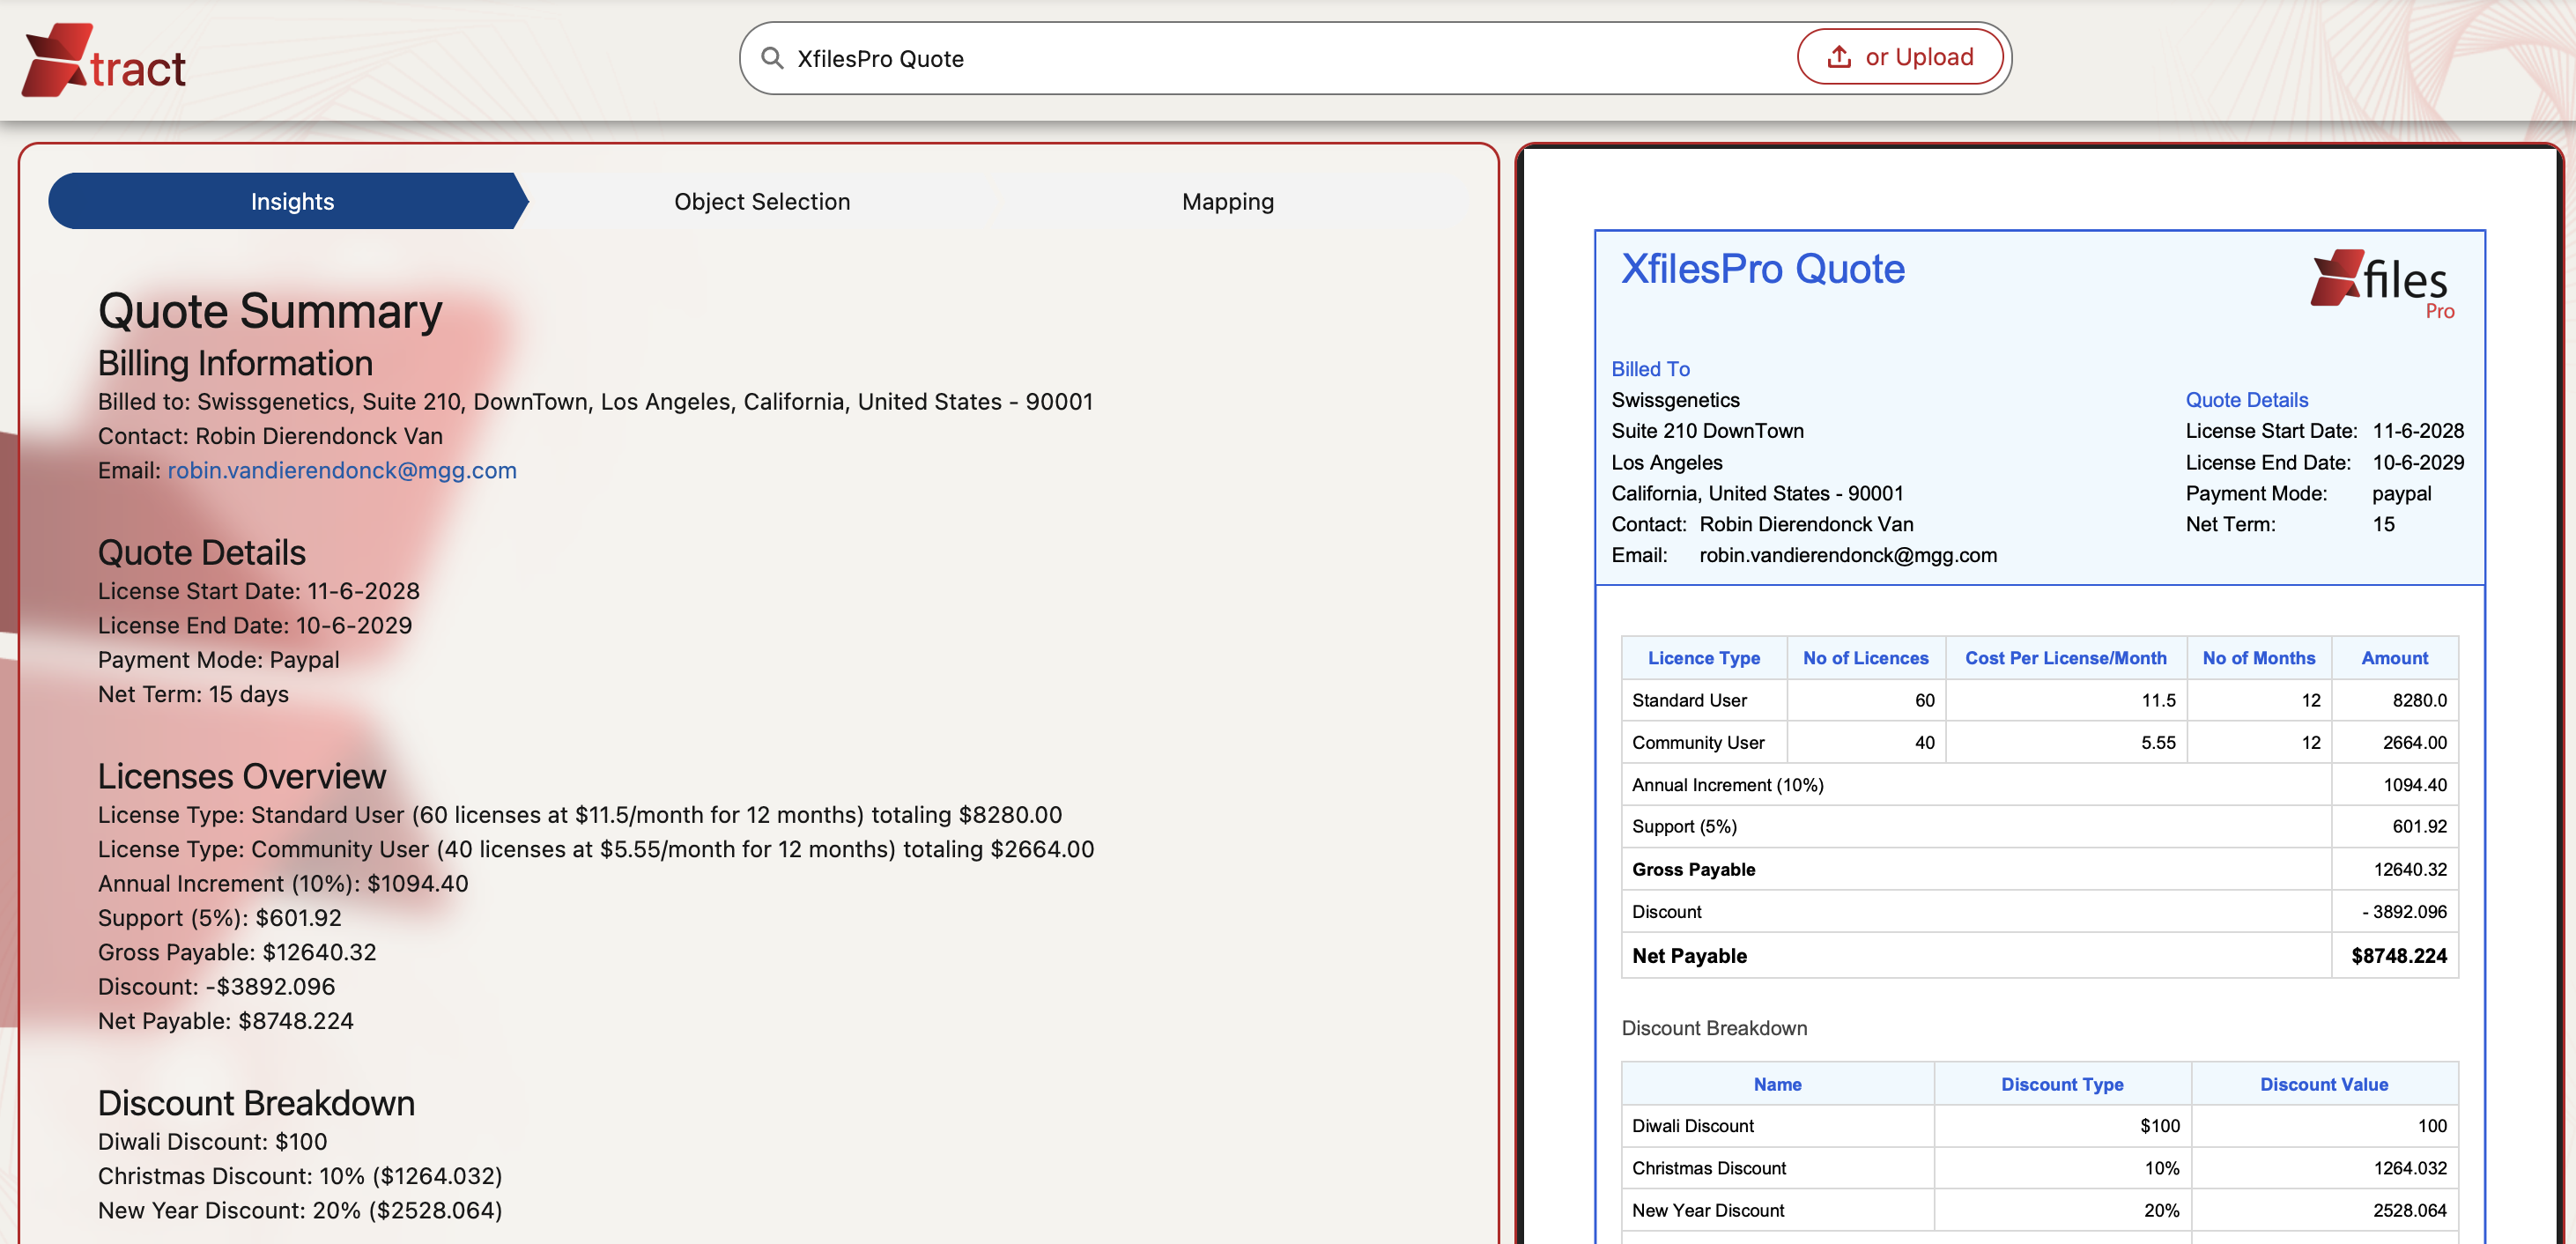 Xtract
XfilesPro Quote
or Upload
Insights
Object Selection
Mapping
Quote Summary
Billing Information
Billed to: Swissgenetics, Suite 210, DownTown, Los Angeles, California, United States - 90001
Contact: Robin Dierendonck Van
Email: robin.vandierendonck@mgg.com
Quote Details
License Start Date: 11-6-2028
License End Date: 10-6-2029
Payment Mode: Paypal
Net Term: 15 days
Licenses Overview
License Type: Standard User (60 licenses at $11.5/month for 12 months) totaling $8280.00
License Type: Community User (40 licenses at $5.55/month for 12 months) totaling $2664.00
Annual Increment (10%): $1094.40
Support (5%): $601.92
Gross Payable: $12640.32
Discount: -$3892.096
Net Payable: $8748.224
Discount Breakdown
Diwali Discount: $100
Christmas Discount: 10% ($1264.032)
New Year Discount: 20% ($2528.064)
XfilesPro Quote
Xfiles
Pro
Billed To
Swissgenetics
Suite 210 DownTown
Los Angeles
California, United States - 90001
Contact: Robin Dierendonck Van
Email: robin.vandierendonck@mgg.com
Quote Details
License Start Date: 11-6-2028
License End Date: 10-6-2029
Payment Mode: paypal
Net Term: 15
Licence Type No of Licences Cost Per License/Month No of Months Amount
Standard User 60 11.5 12 8280.0
Community User 40 5.55 12 2664.00
Annual Increment (10%) 1094.40
Support (5%) 601.92
Gross Payable 12640.32
Discount - 3892.096
Net Payable $8748.224
Discount Breakdown
Name Discount Type Discount Value
Diwali Discount $100 100
Christmas Discount 10% 1264.032
New Year Discount 20% 2528.064